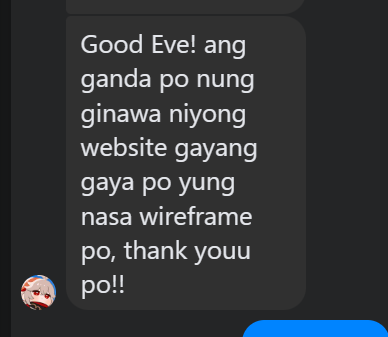 Good Eve! ang
ganda po nung
ginawa niyong
website gayang
gaya po yung
nasa wireframe
po, thank youu
po!!